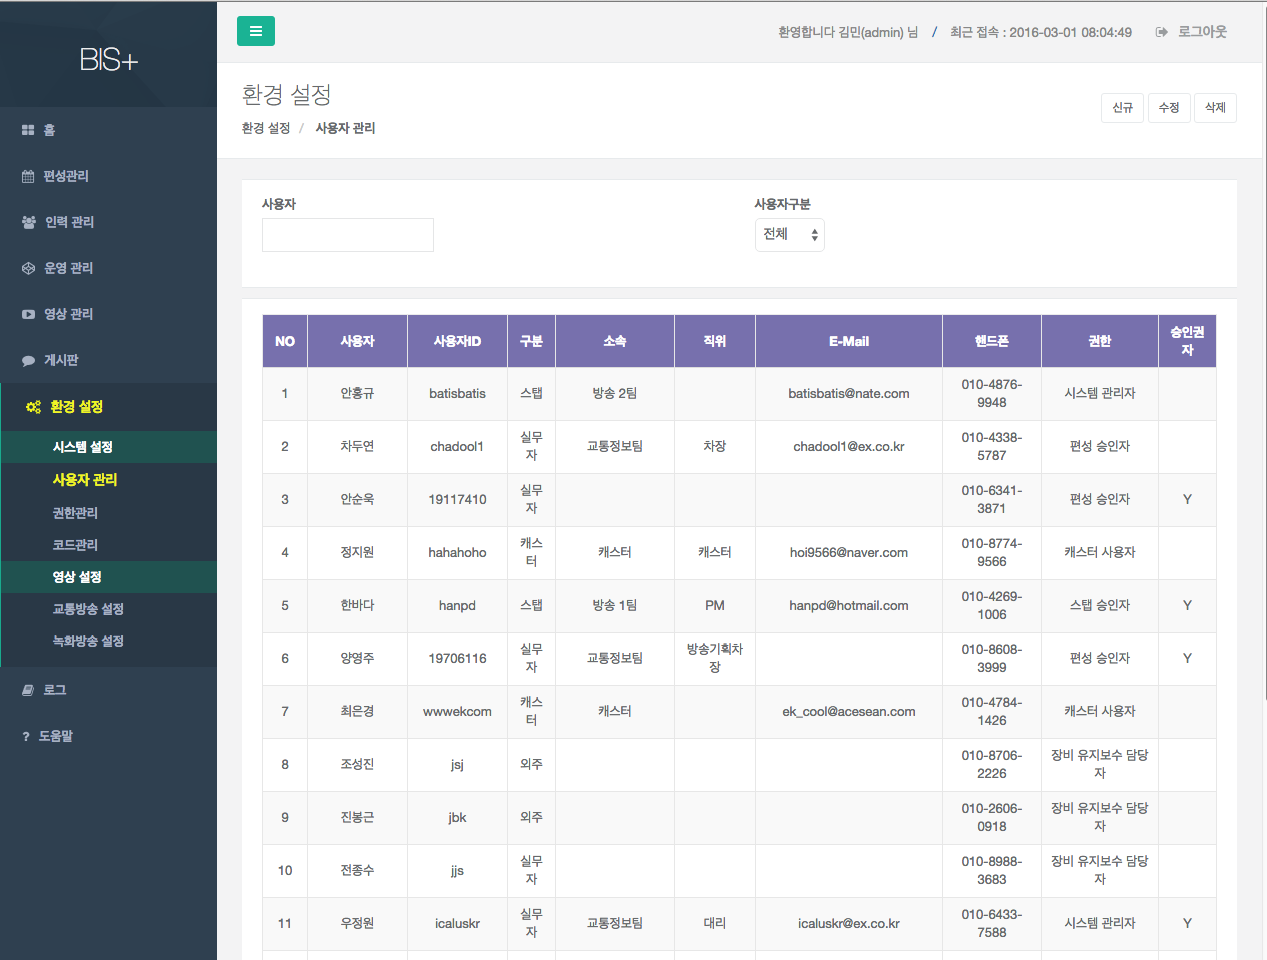 BIS+
환영합니다 김민(admin) 님 / 최근 접속 : 2016-03-01 08:04:49 로그아웃
홈
편성관리
인력 관리
운영 관리
영상 관리
게시판
환경 설정
시스템 설정
사용자 관리
권한관리
코드관리
영상 설정
교통방송 설정
녹화방송 설정
로그
? 도움말
환경 설정
환경 설정 / 사용자 관리
신규 수정 삭제
사용자 사용자구분
전체
NO 사용자 사용자ID 구분 소속 직위 E-Mail 핸드폰 권한 승인권
자
1 안홍규 batisbatis 스탭 방송 2팀 batisbatis@nate.com 010-4876-
9948 시스템 관리자
2 차두연 chadool1 실무
자 교통정보팀 차장 chadool1@ex.co.kr 010-4338-
5787 편성 승인자
3 안순욱 19117410 실무
자 010-6341-
3871 편성 승인자 Y
4 정지원 hahahoho 캐스
터 캐스터 캐스터 hoi9566@naver.com 010-8774-
9566 캐스터 사용자
5 한바다 hanpd 스탭 방송 1팀 PM hanpd@hotmail.com 010-4269-
1006 스탭 승인자 Y
6 양영주 19706116 실무
자 교통정보팀 방송기획차
장 010-8608-
3999 편성 승인자 Y
7 최은경 wwwekcom 캐스
터 캐스터 ek_cool@acesean.com 010-4784-
1426 캐스터 사용자
8 조성진 jsj 외주 010-8706-
2226 장비 유지보수 담당
자
9 진봉근 jbk 외주 010-2606-
0918 장비 유지보수 담당
자
10 전종수 jjs 실무
자 010-8988-
3683 장비 유지보수 담당
자
11 우정원 icaluskr 실무
자 교통정보팀 대리 icaluskr@ex.co.kr 010-6433-
7588 시스템 관리자 Y